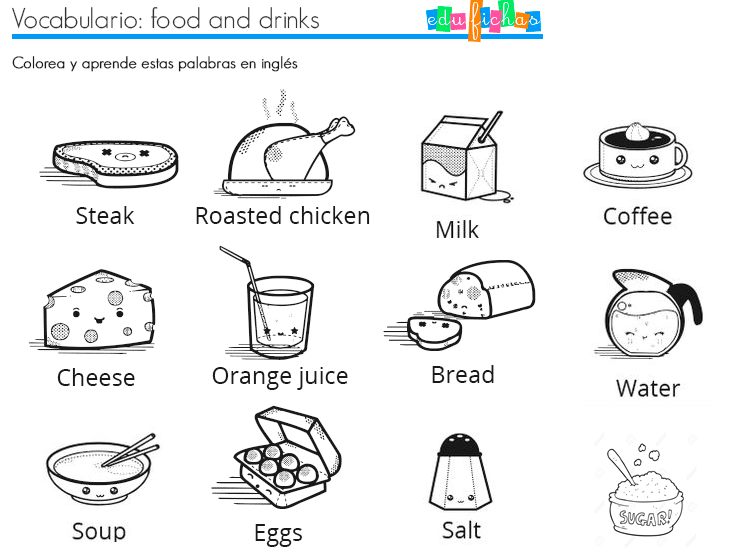 Vocabulario: food and drinks
edufichas
Colorea y aprende estas palabras en inglés
Steak
Roasted chicken
Milk
Coffee
Cheese
Orange juice
Bread
Water
Soup
Eggs
Salt
SUGAR!